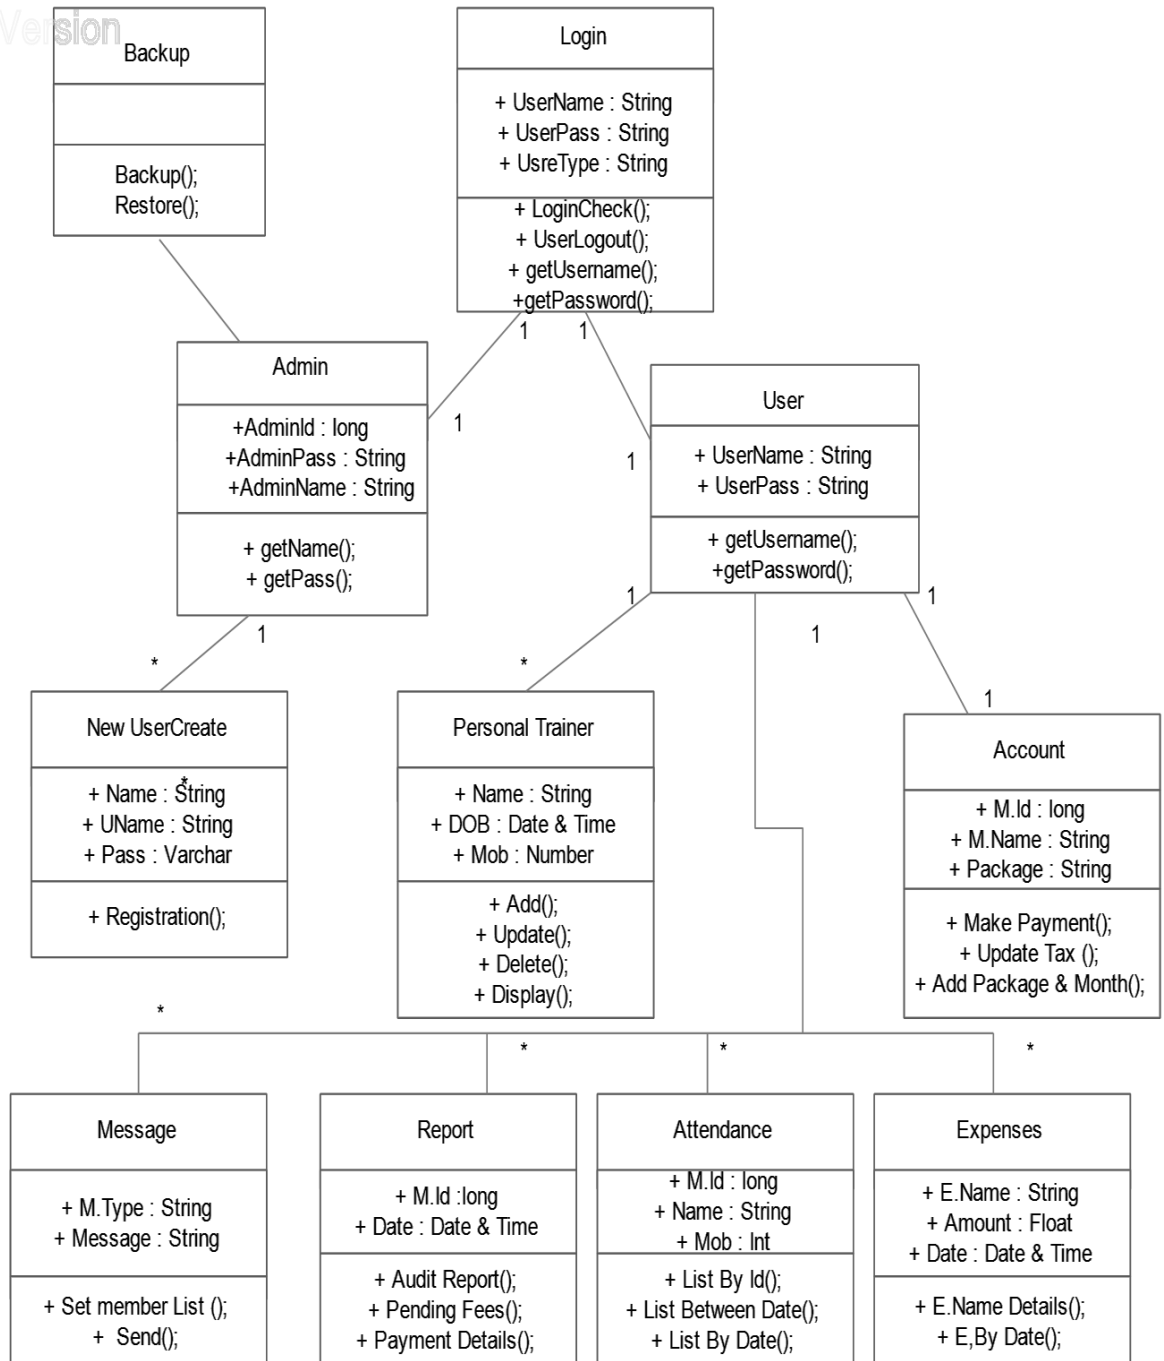 Version
Backup
Backup();
Restore();
Login
+ UserName : String
+ UserPass : String
+ UsreType : String
+ LoginCheck();
+ UserLogout();
+ getUsername();
+getPassword();
1
1
1
1
Admin
+AdminId : long
+AdminPass : String
+AdminName : String
+ getName();
+ getPass();
User
+ UserName : String
+ UserPass : String
+ getUsername();
+getPassword();
1
*
1
*
1
1
1
New UserCreate
*
+ Name : String
+ UName : String
+ Pass : Varchar
+ Registration();
Personal Trainer
+ Name : String
+ DOB : Date & Time
+ Mob : Number
+ Add();
+ Update();
+ Delete();
+ Display();
Account
+ M.Id : long
+ M.Name : String
+ Package : String
+ Make Payment();
+ Update Tax ();
+ Add Package & Month();
*
*
*
*
Message
+ M.Type : String
+ Message : String
+ Set member List ();
+ Send();
Report
+ M.Id :long
+ Date : Date & Time
+ Audit Report();
+ Pending Fees();
+ Payment Details();
Attendance
+ M.Id : long
+ Name : String
+ Mob : Int
+ List By Id();
+ List Between Date();
+ List By Date();
Expenses
+ E.Name : String
+ Amount : Float
+ Date : Date & Time
+ E.Name Details();
+ E,By Date();